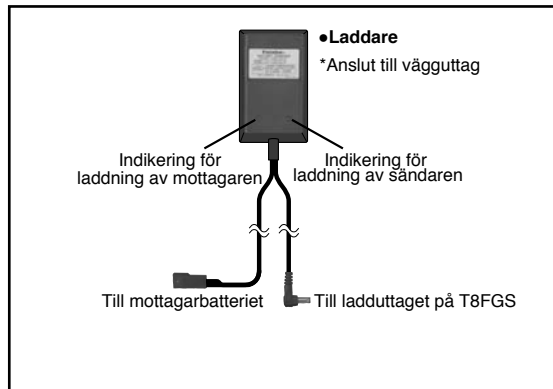 ●Laddare
*Anslut till vägguttag
Indikering för
laddning av mottagaren
Indikering för
laddning av sändaren
Till mottagarbatteriet
Till ladduttaget på T8FGS